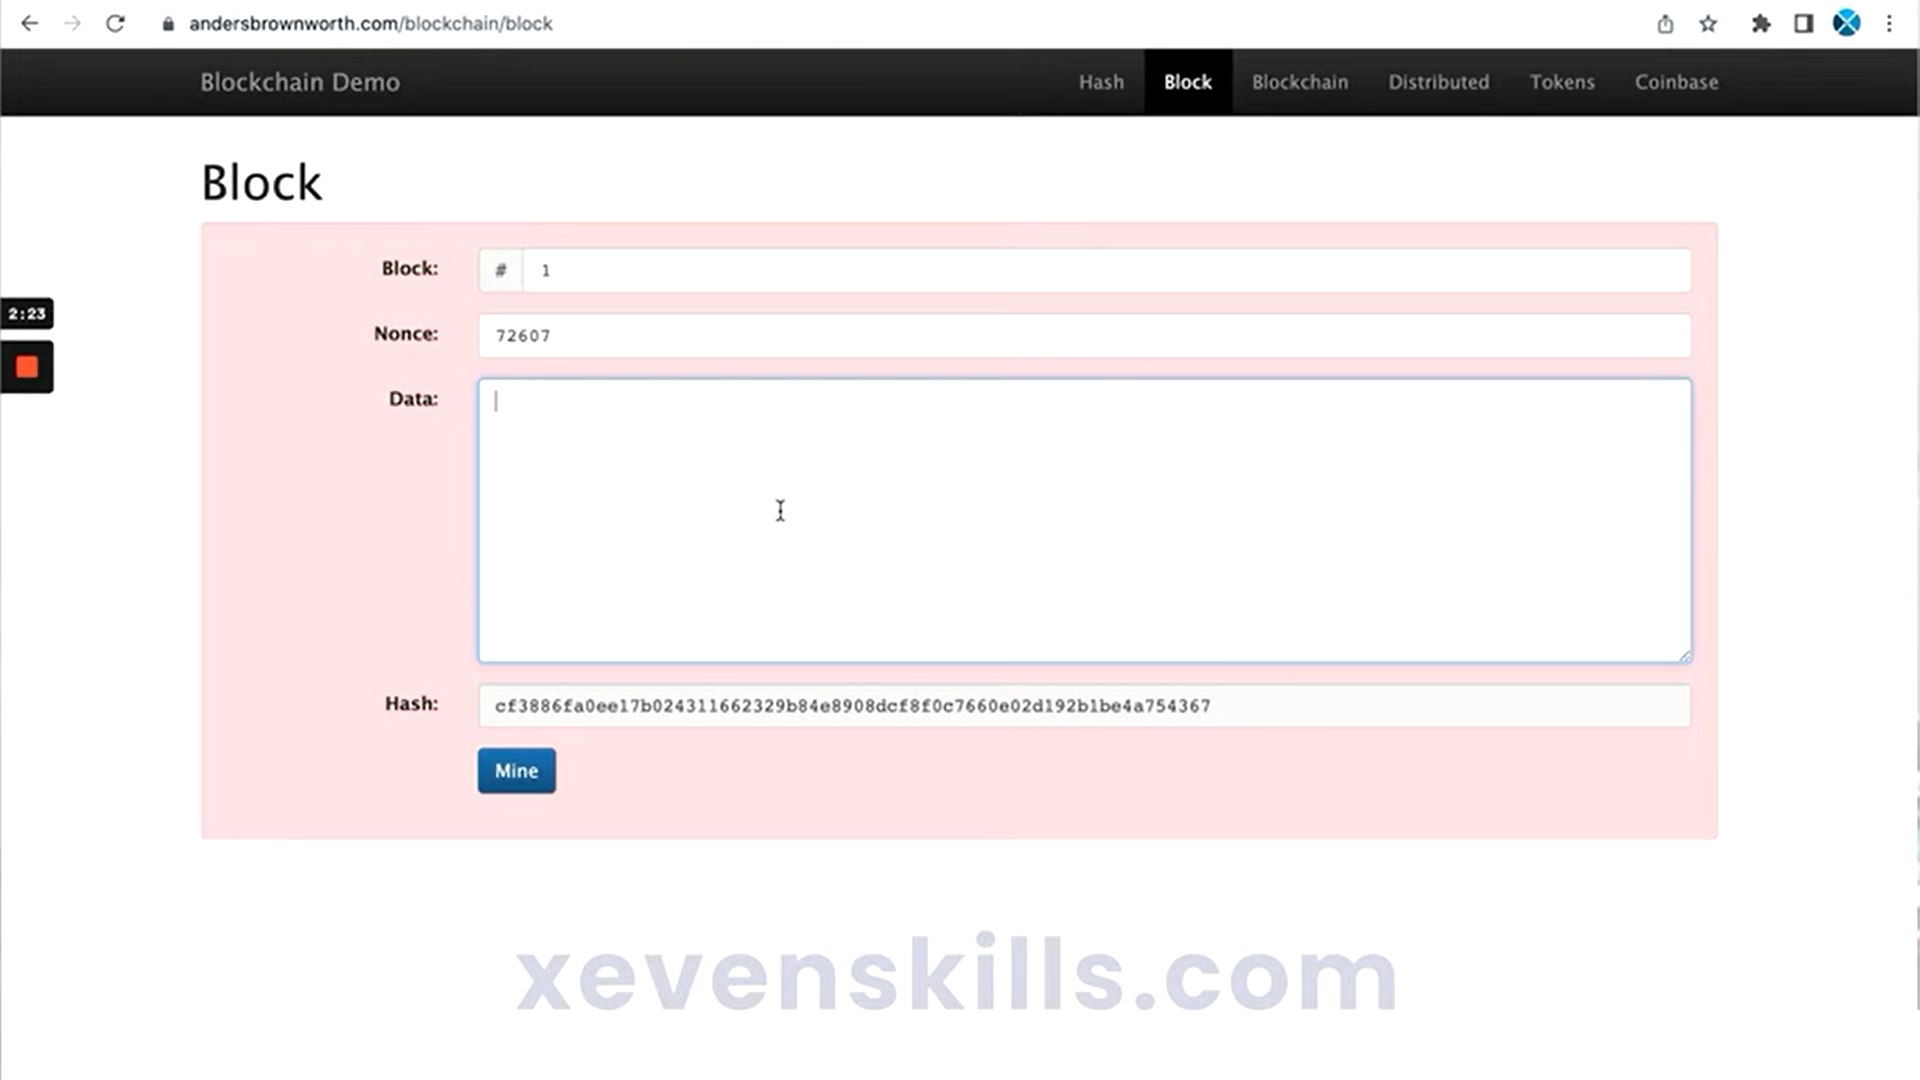 andersbrownworth.com/blockchain/block
Blockchain Demo
Hash
Block
Blockchain
Distributed
Tokens
Coinbase
Block
Block:
# 1
2:23
Nonce:
72607
Data:
Hash:
cf3886fa0ee17b024311662329b84e8908dcf8f0c7660e02d192b1be4a754367
Mine
xevenskills.com